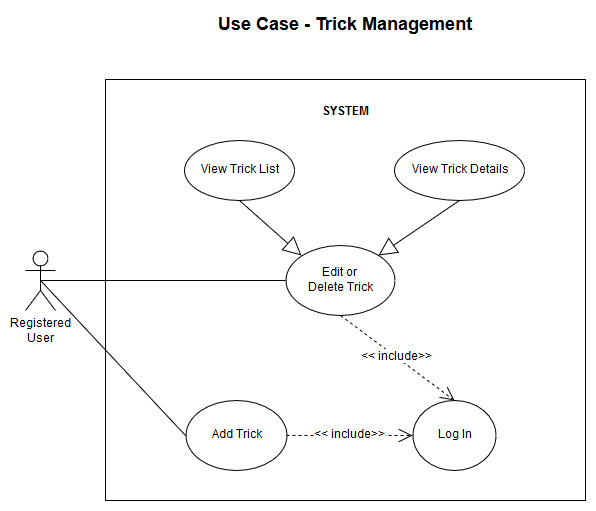 Use Case - Trick Management
SYSTEM
View Trick List
View Trick Details
Edit or
Delete Trick
Registered
User
<< include>>
Add Trick
<< include>>
Log In